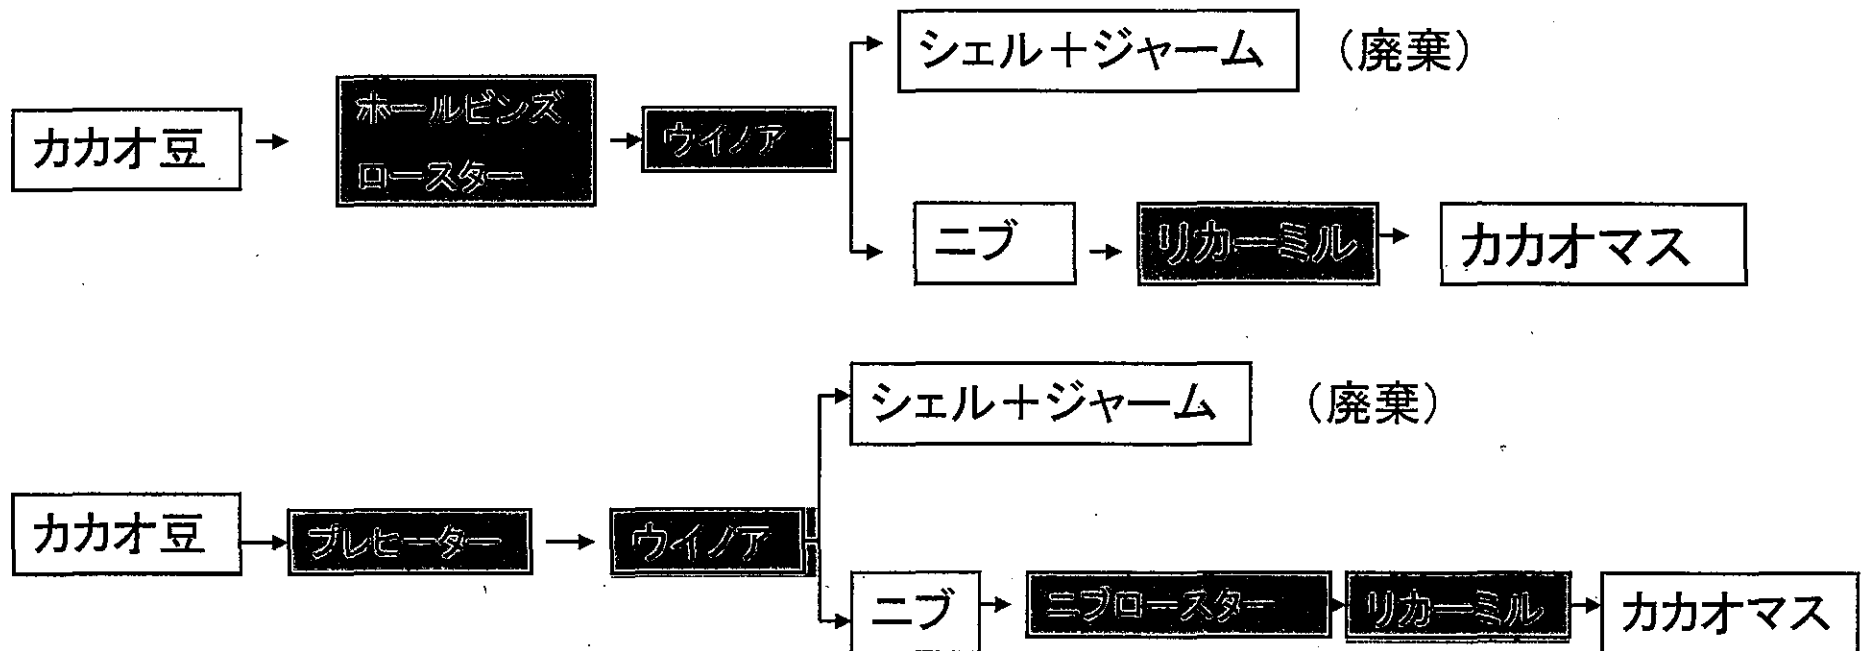 シェル＋ジャーム （廃棄）
カカオ豆
ホールビンズ
ロースター
ウイノア
ニブ
リカーミル
カカオマス
シェル＋ジャーム （廃棄）
カカオ豆
プレヒーター
ウイノア
ニブ
ニブロースター
リカーミル
カカオマス